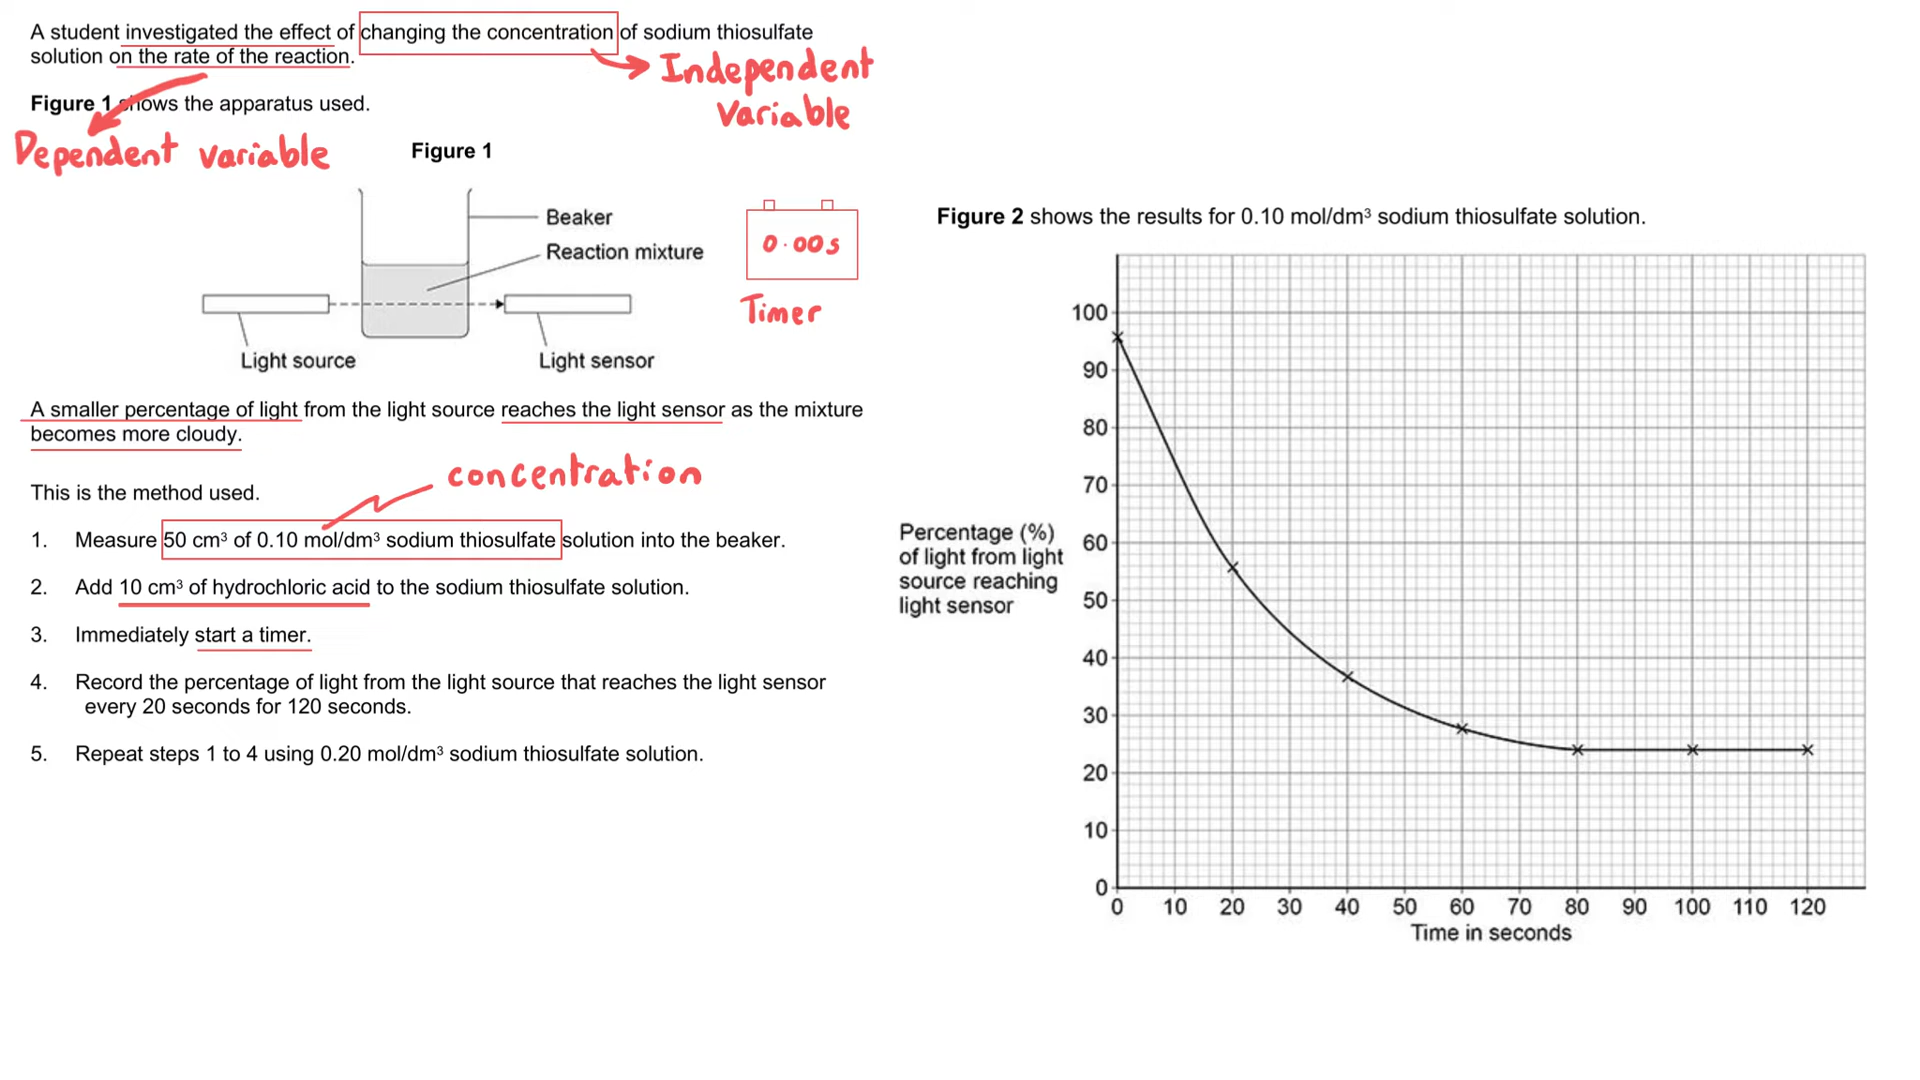 A student investigated the effect of changing the concentration of sodium thiosulfate
solution on the rate of the reaction.
Independent
variable
Figure 1 shows the apparatus used.
Dependent variable
Figure 1
Beaker
Reaction mixture
0.00s
Timer
Light source
Light sensor
A smaller percentage of light from the light source reaches the light sensor as the mixture
becomes more cloudy.
concentration
This is the method used.
1. Measure 50 cm³ of 0.10 mol/dm³ sodium thiosulfate solution into the beaker.
2. Add 10 cm³ of hydrochloric acid to the sodium thiosulfate solution.
3. Immediately start a timer.
4. Record the percentage of light from the light source that reaches the light sensor
every 20 seconds for 120 seconds.
5. Repeat steps 1 to 4 using 0.20 mol/dm³ sodium thiosulfate solution.
Figure 2 shows the results for 0.10 mol/dm³ sodium thiosulfate solution.
100
90
80
70
60
50
40
30
20
10
0
Percentage (%)
of light from light
source reaching
light sensor
0 10 20 30 40 50 60 70 80 90 100 110 120
Time in seconds